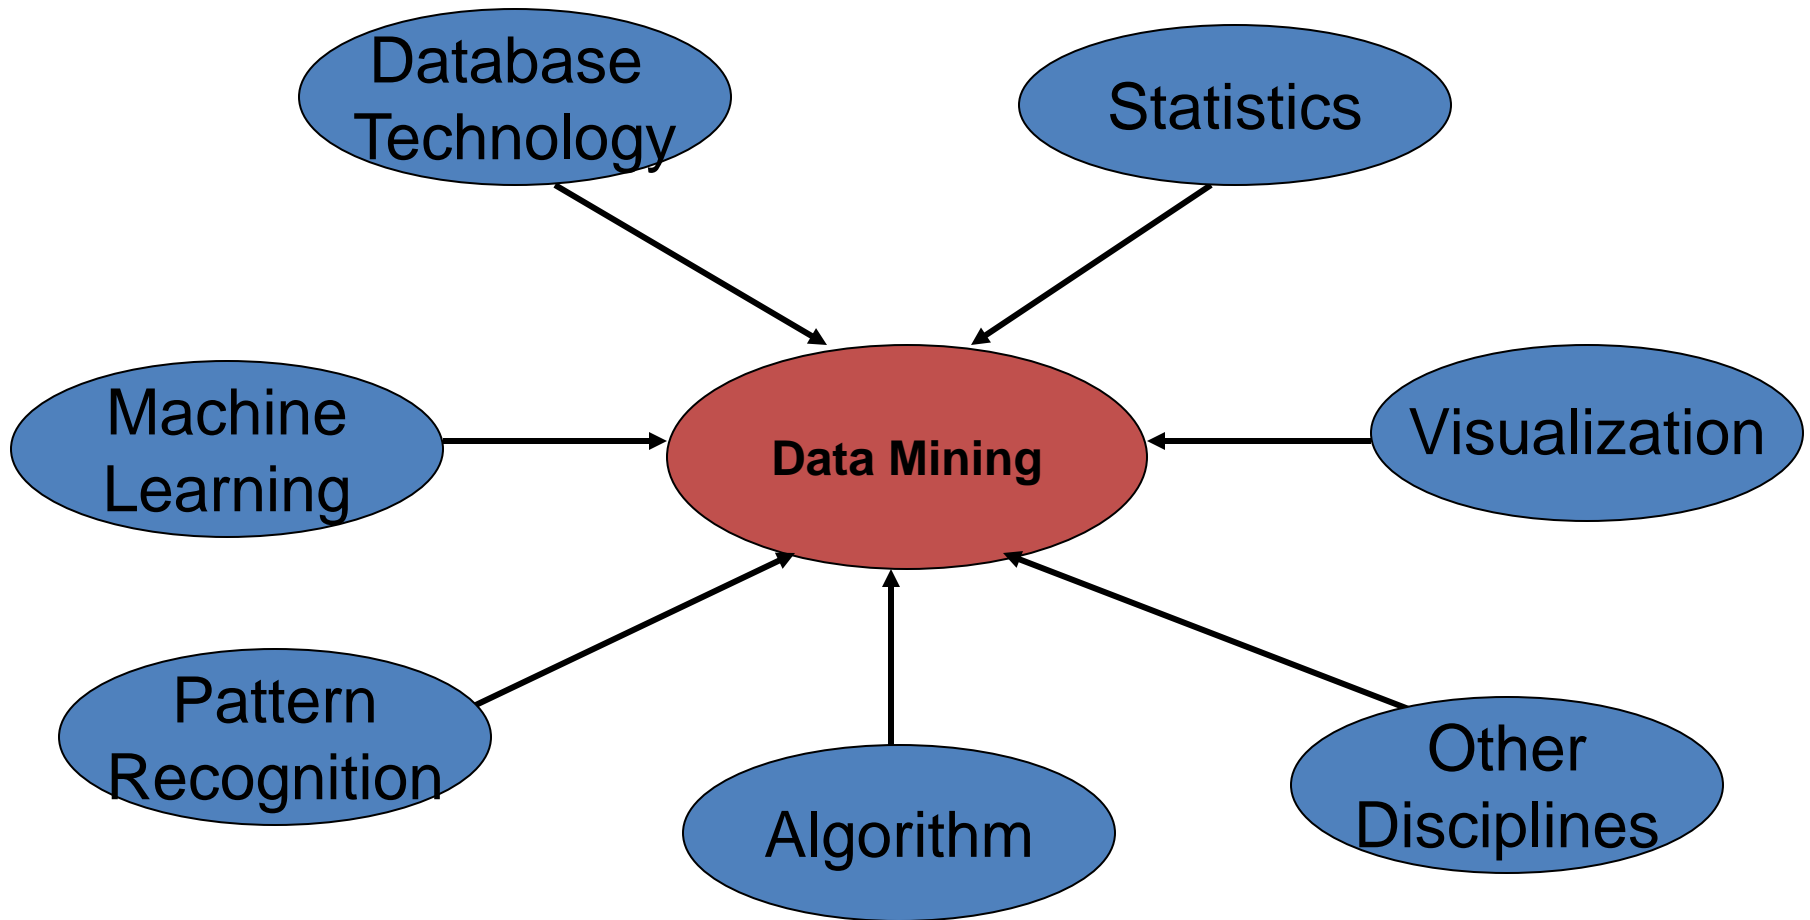 Database
Technology
Statistics
Machine
Learning
Data Mining
Visualization
Pattern
Recognition
Algorithm
Other
Disciplines